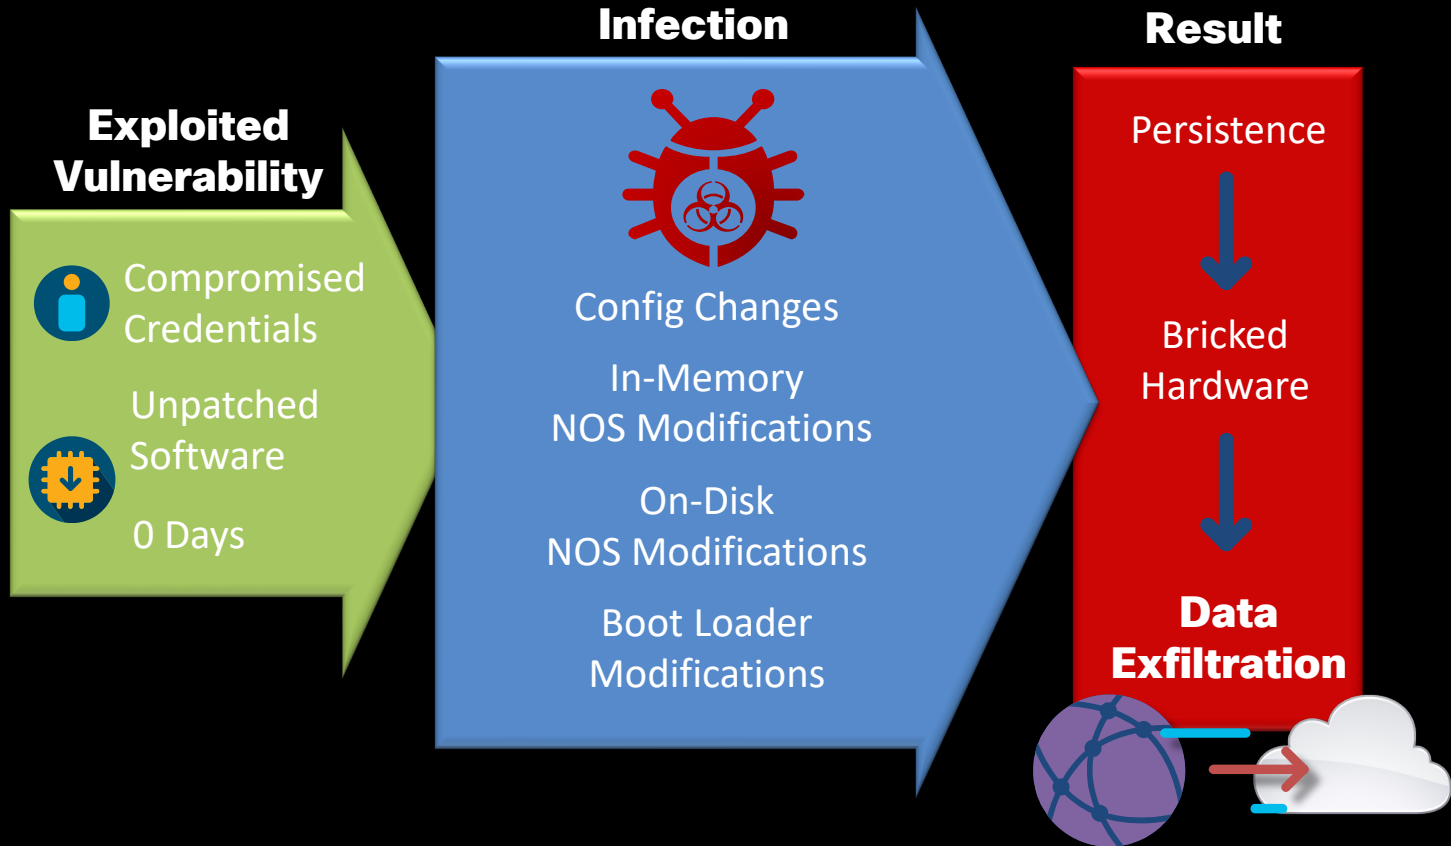 Exploited
Vulnerability
Compromised
Credentials
Unpatched
Software
0 Days
Infection
Config Changes
In-Memory
NOS Modifications
On-Disk
NOS Modifications
Boot Loader
Modifications
Result
Persistence
Bricked
Hardware
Data
Exfiltration